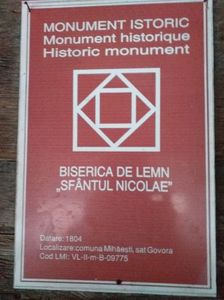 MONUMENT ISTORIC
Monument historique
Historic monument
BISERICA DE LEMN
„SFÂNTUL NICOLAE”
Datare: 1804
Localizare:comuna Mihăești, sat Govora
Cod LMI: VL-II-m-B-09775